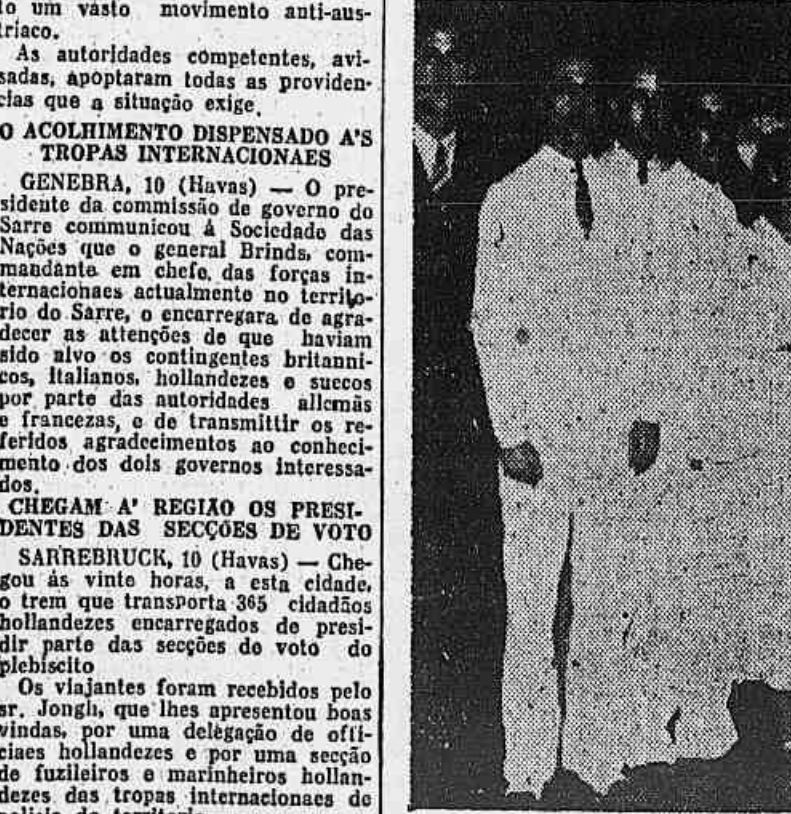 to um vasto movimento anti-aus-
triaco.
As autoridades competentes, avi-
sadas, apoptaram todas as providen-
cias que a situação exige.
O ACOLHIMENTO DISPENSADO A'S
TROPAS INTERNACIONAES
GENEBRA, 10 (Havas) — O pre-
sidente da commissão de governo do
Sarre communicou á Sociedade das
Nações que o general Brinds, com-
mandante em chefe das forças in-
ternacionaes actualmente no territo-
rio do Sarre, o encarregara de agra-
decer as attenções de que haviam
sido alvo os contingentes britanni-
cos, italianos, hollandezes e suecos
por parte das autoridades allemãs
e francezas, e de transmittir os re-
feridos agradecimentos ao conheci-
mento dos dois governos interessa-
dos.
CHEGAM A' REGIÃO OS PRESI-
DENTES DAS SECÇÕES DE VOTO
SARREBRUCK, 10 (Havas) — Che-
gou ás vinte horas, a esta cidade,
o trem que transporta 365 cidadãos
hollandezes encarregados de presi-
dir parte das secções do voto do
plebiscito
Os viajantes foram recebidos pelo
sr. Jongh, que lhes apresentou boas
vindas, por uma delegação de offi-
ciaes hollandezes e por uma secção
de fuzileiros e marinheiros hollan-
dezes das tropas internacionaes de